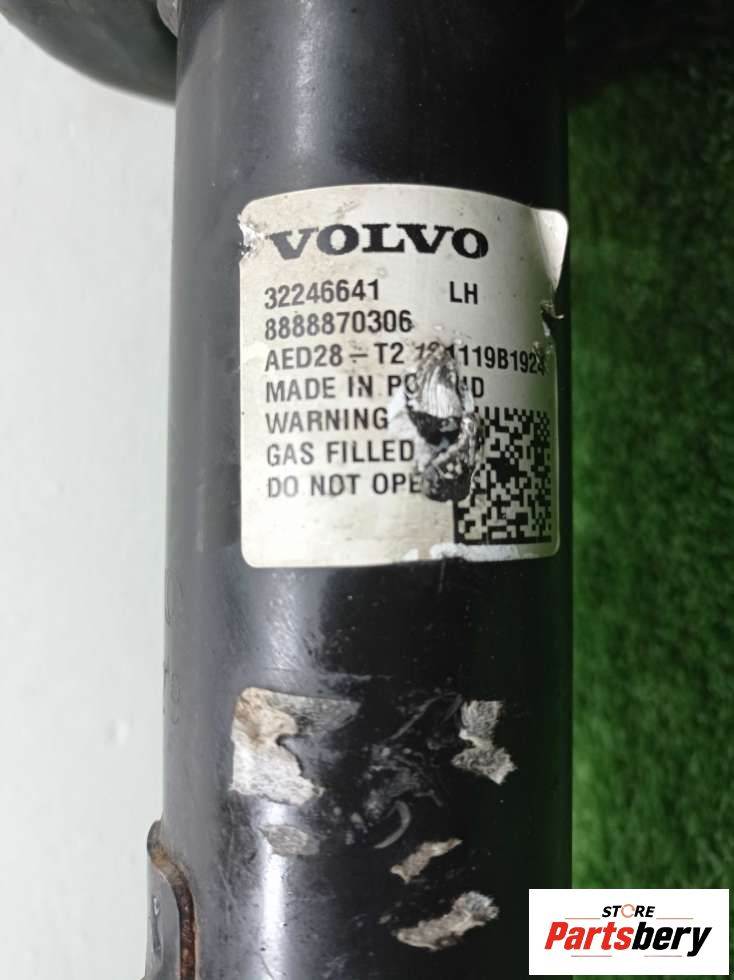 VOLVO
32246641 LH
8888870306
AED28-T2
MADE IN
WARNING
GAS FILLED
DO NOT
STORE
Partsbery